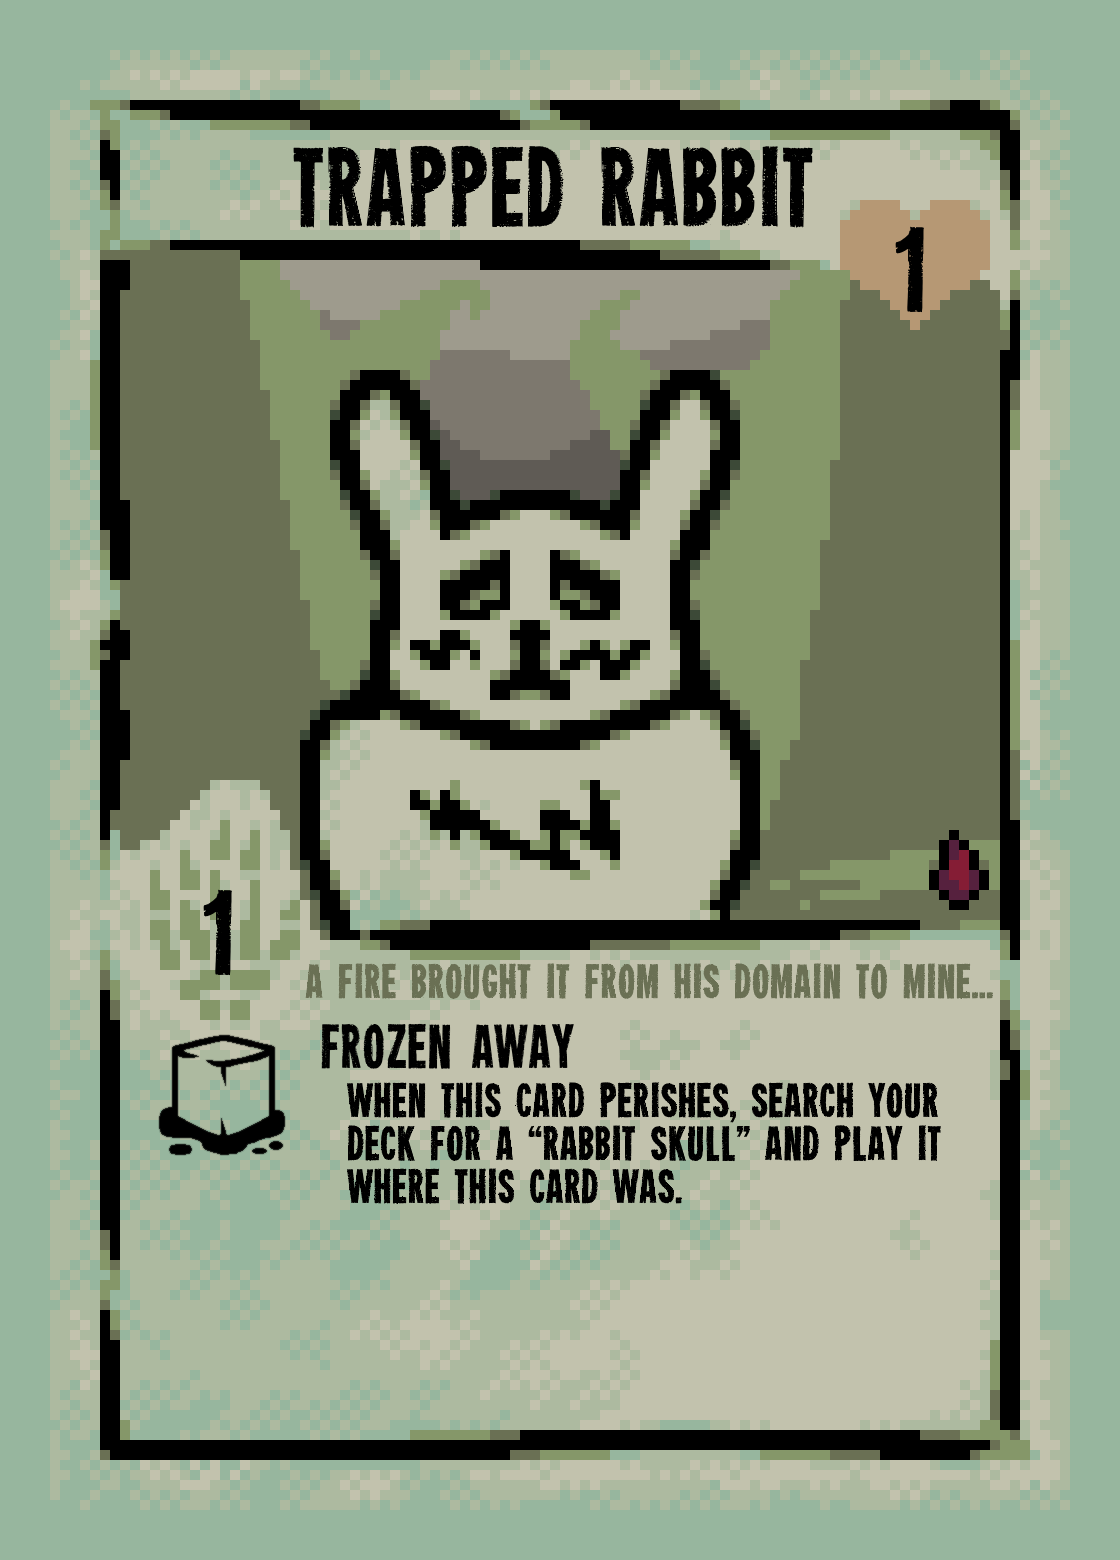 TRAPPED RABBIT
1
1
A FIRE BROUGHT IT FROM HIS DOMAIN TO MINE...
FROZEN AWAY
WHEN THIS CARD PERISHES, SEARCH YOUR
DECK FOR A “RABBIT SKULL” AND PLAY IT
WHERE THIS CARD WAS.